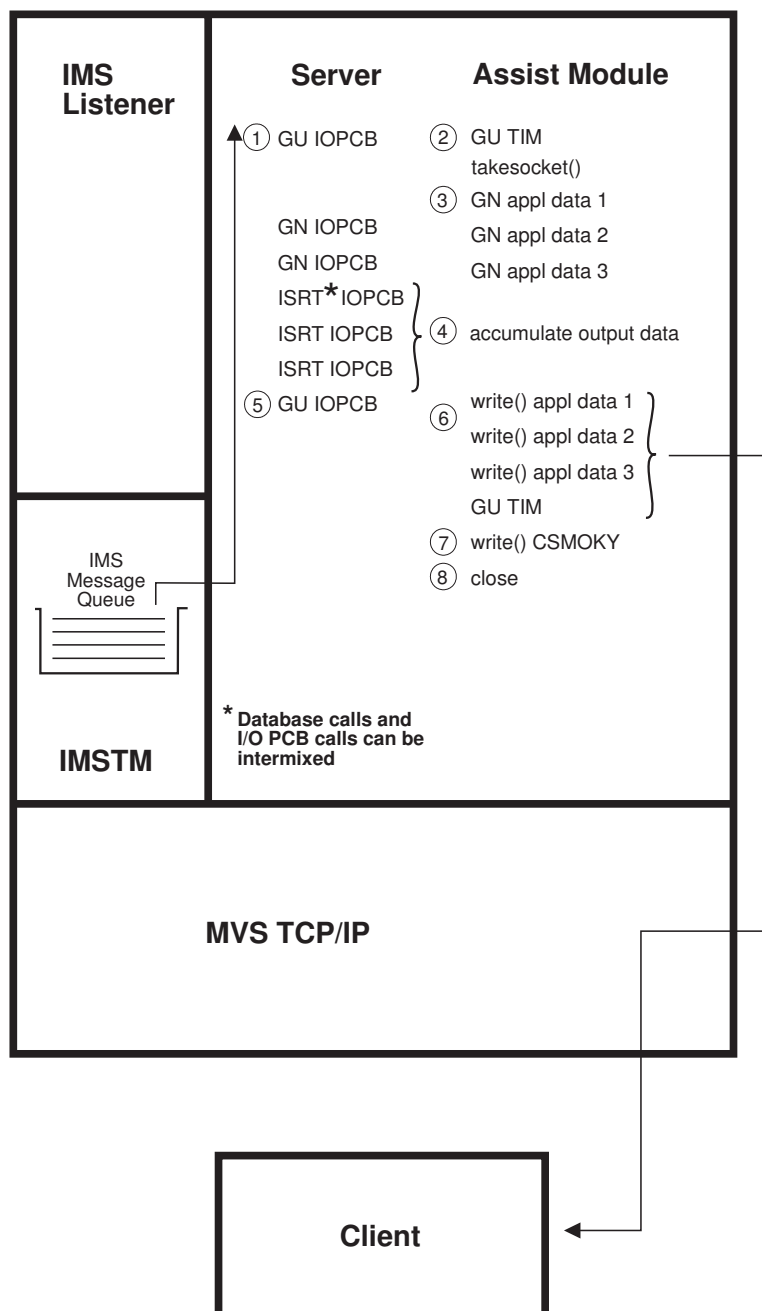 IMS
Listener
Server
Assist Module
1 GU IOPCB
2 GU TIM
takesocket()
3 GN appl data 1
GN IOPCB
GN appl data 2
GN IOPCB
GN appl data 3
ISRT* IOPCB
ISRT IOPCB
4 accumulate output data
ISRT IOPCB
5 GU IOPCB
6 write() appl data 1
write() appl data 2
write() appl data 3
GU TIM
7 write() CSMOKY
8 close
IMS
Message
Queue
IMSTM
* Database calls and
I/O PCB calls can be
intermixed
MVS TCP/IP
Client